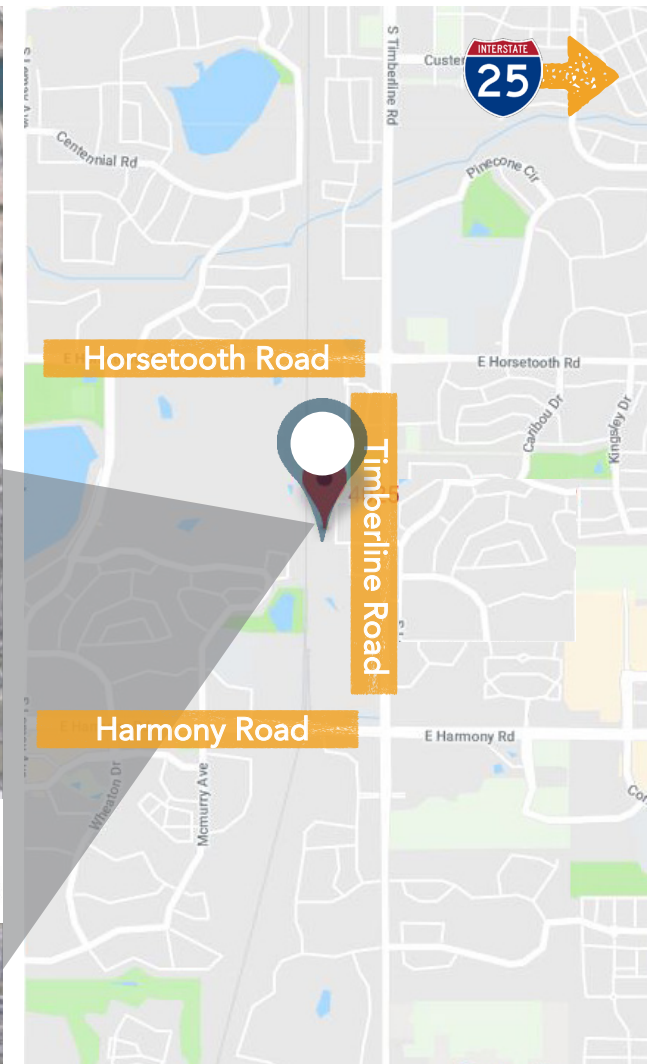 S Timberline Rd
Custer
INTERSTATE
25
Centennial Rd
Pinecone Cir
Horsetooth Road
E Horsetooth Rd
Caribou Dr
Kingsley Dr
Timberline Road
Harmony Road
E Harmony Rd
Wheaton Dr
Mcmurry Ave